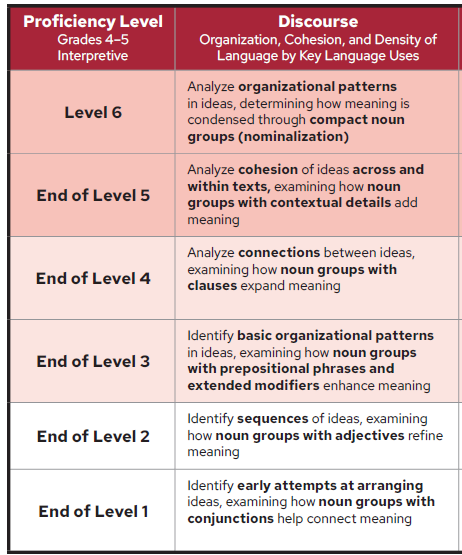 Proficiency Level
Grades 4–5
Interpretive
Discourse
Organization, Cohesion, and Density of
Language by Key Language Uses
Level 6
Analyze organizational patterns
in ideas, determining how meaning is
condensed through compact noun
groups (nominalization)
End of Level 5
Analyze cohesion of ideas across and
within texts, examining how noun
groups with contextual details add
meaning
End of Level 4
Analyze connections between ideas,
examining how noun groups with
clauses expand meaning
End of Level 3
Identify basic organizational patterns
in ideas, examining how noun groups
with prepositional phrases and
extended modifiers enhance meaning
End of Level 2
Identify sequences of ideas, examining
how noun groups with adjectives refine
meaning
End of Level 1
Identify early attempts at arranging
ideas, examining how noun groups with
conjunctions help connect meaning